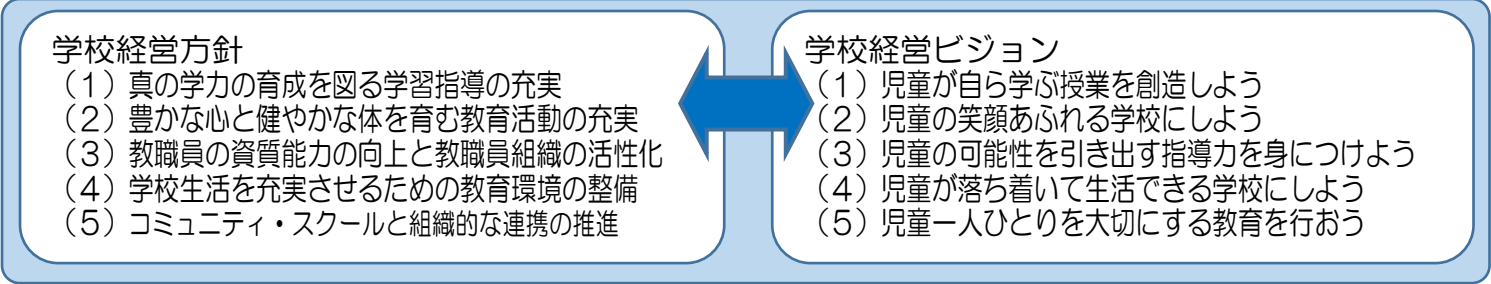 学校経営方針
（１）真の学力の育成を図る学習指導の充実
（２）豊かな心と健やかな体を育む教育活動の充実
（３）教職員の資質能力の向上と教職員組織の活性化
（４）学校生活を充実させるための教育環境の整備
（５）コミュニティ・スクールと組織的な連携の推進
学校経営ビジョン
（１）児童が自ら学ぶ授業を創造しよう
（２）児童の笑顔あふれる学校にしよう
（３）児童の可能性を引き出す指導力を身につけよう
（４）児童が落ち着いて生活できる学校にしよう
（５）児童一人ひとりを大切にする教育を行おう